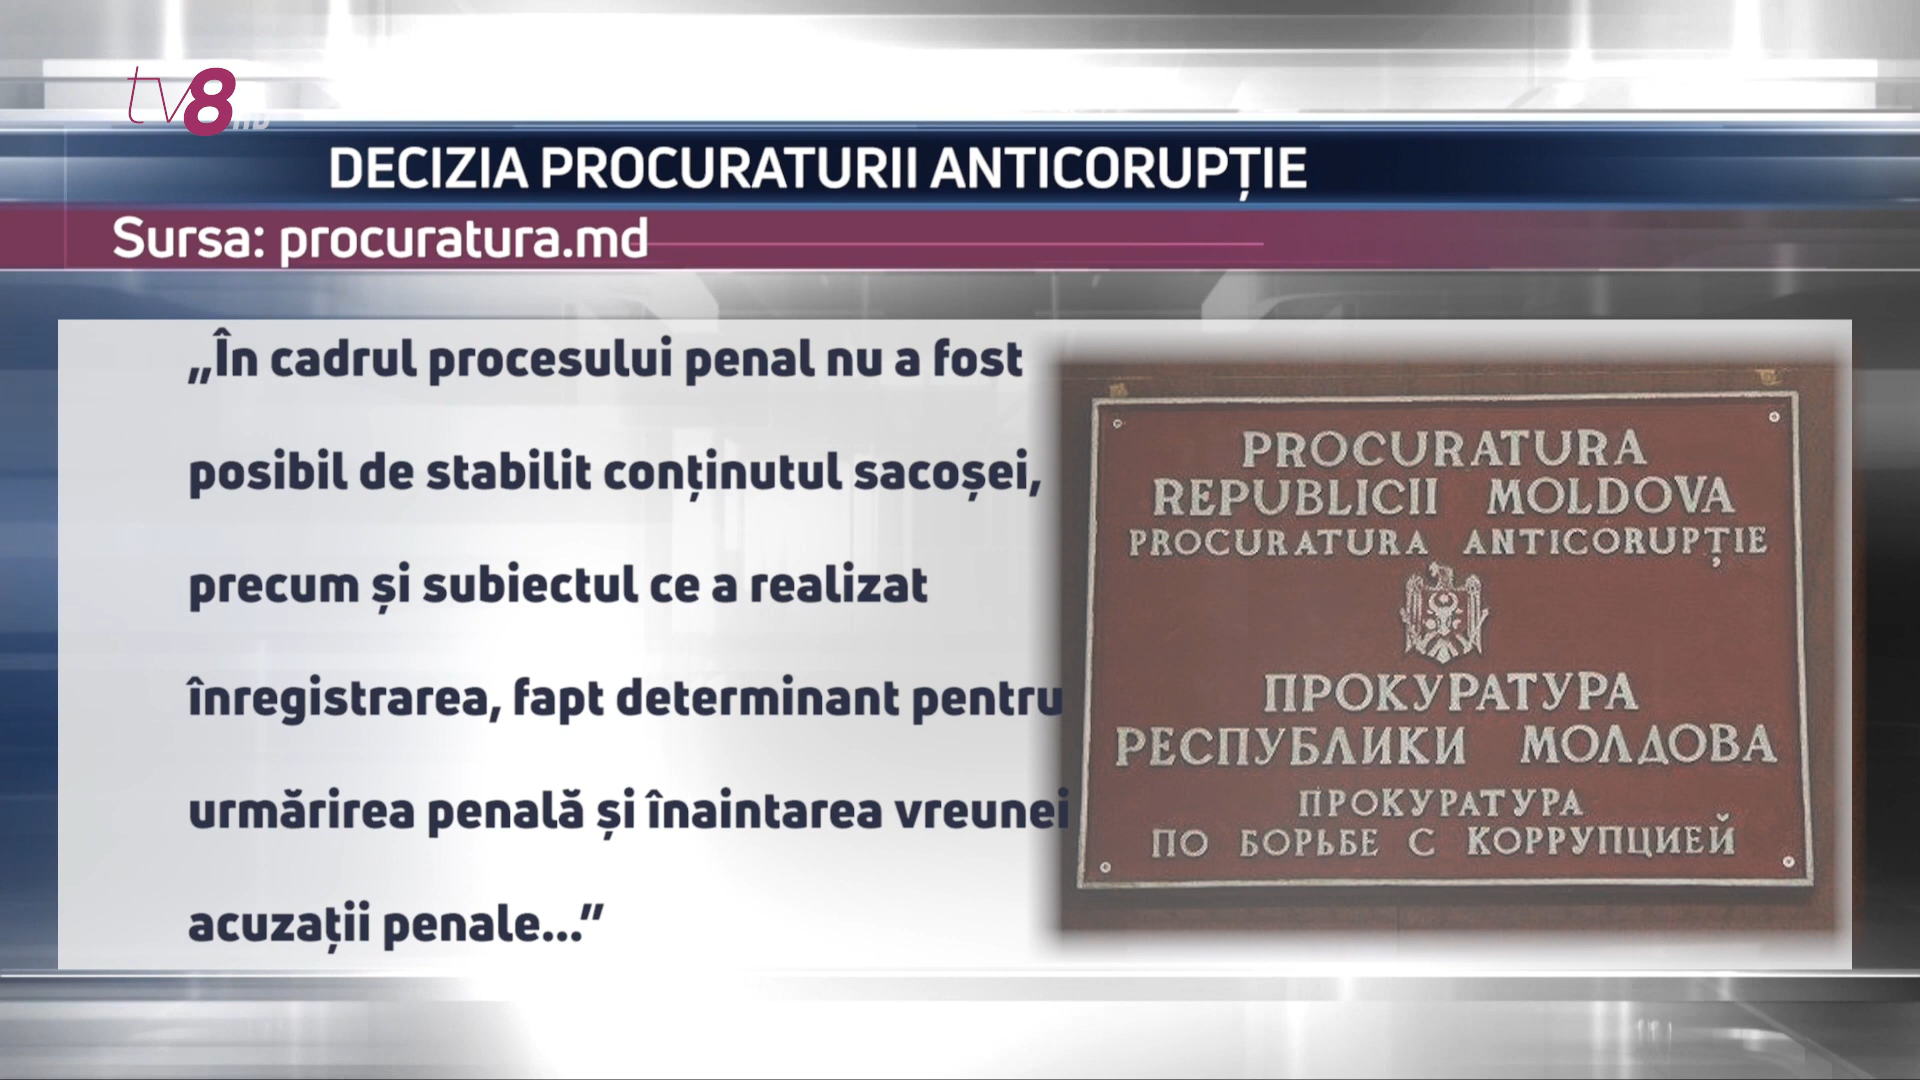 tv8.md
DECIZIA PROCURATURII ANTICORUPȚIE
Sursa: procuratura.md
„În cadrul procesului penal nu a fost
posibil de stabilit conținutul sacoșei,
precum și subiectul ce a realizat
înregistrarea, fapt determinant pentru
urmărirea penală și înaintarea vreunei
acuzații penale...”
PROCURATURA
REPUBLICII MOLDOVA
PROCURATURA ANTICORUPȚIE
ПРОКУРАТУРА
РЕСПУБЛИКИ МОЛДОВА
ПРОКУРАТУРА
ПО БОРЬБЕ С КОРРУПЦИЕЙ